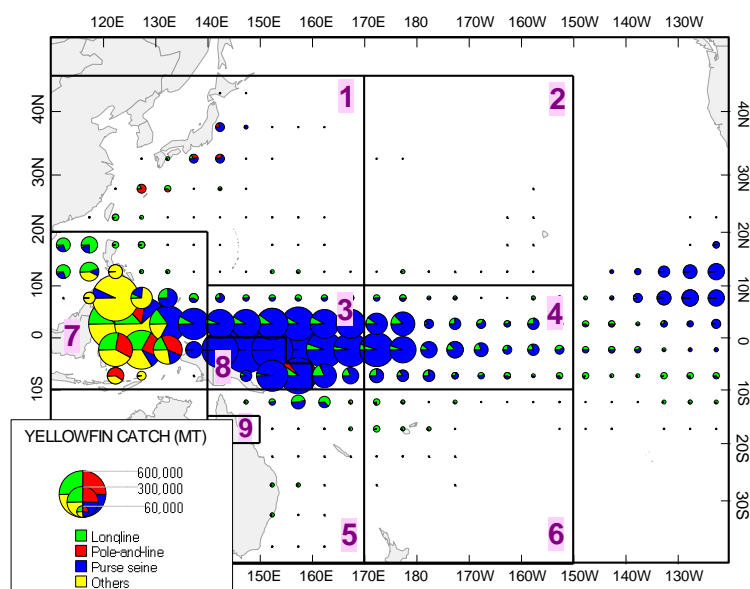 120E 130E 140E 150E 160E 170E 180 170W 160W 150W 140W 130W
40N 30N 20N 10N 0 10S
40N 30N 20N 10N 0 10S 20S 30S
1
2
3
4
7
8
9
5
6
YELLOWFIN CATCH (MT)
600,000
300,000
60,000
Longline
Pole-and-line
Purse seine
Others
150E 160E 170E 180 170W 160W 150W 140W 130W